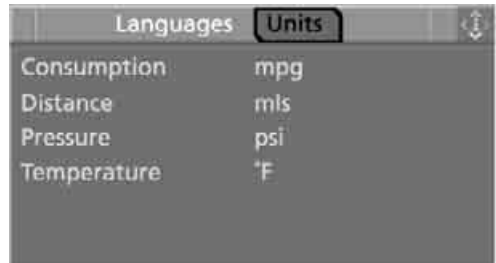 Languages Units
Consumption mpg
Distance mls
Pressure psi
Temperature °F